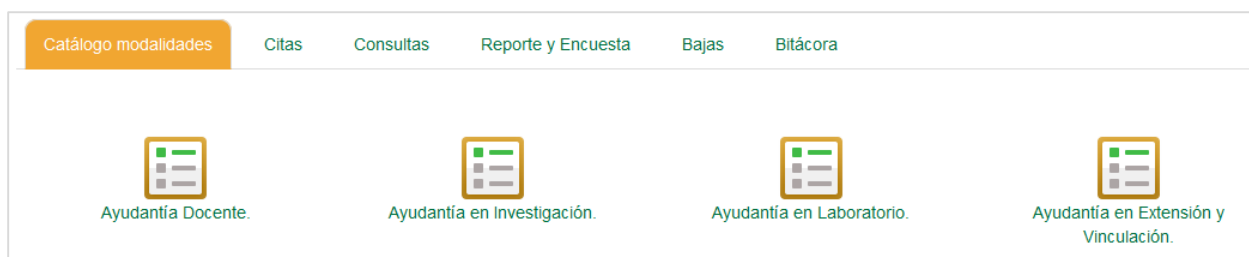 Catálogo modalidades Citas Consultas Reporte y Encuesta Bajas Bitácora
Ayudantía Docente. Ayudantía en Investigación. Ayudantía en Laboratorio. Ayudantía en Extensión y
Vinculación.